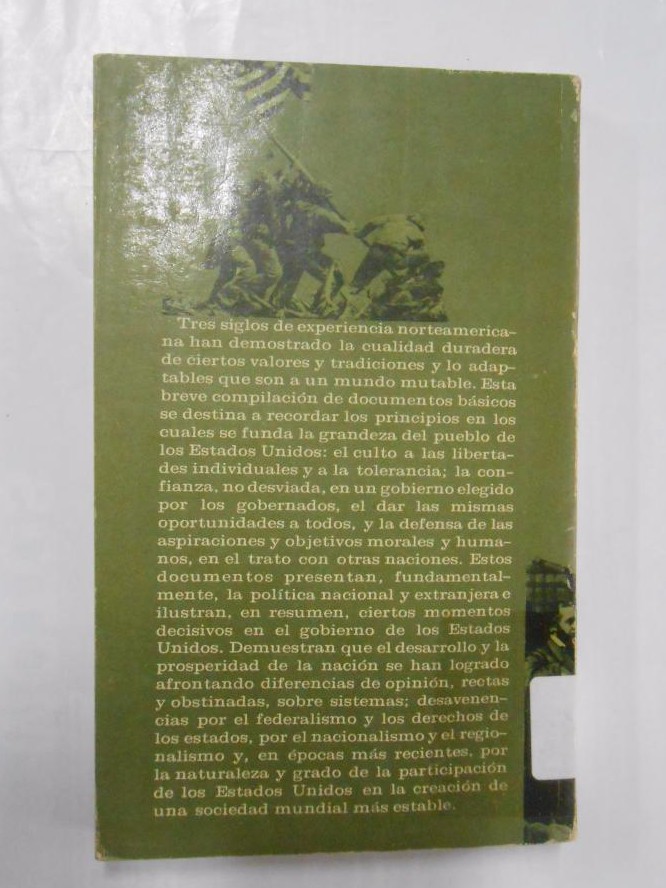 Tres siglos de experiencia norteamerica-
na han demostrado la cualidad duradera
de ciertos valores y tradiciones y lo adap-
tables que son a un mundo mutable. Esta
breve compilación de documentos básicos
se destina a recordar los principios en los
cuales se funda la grandeza del pueblo de
los Estados Unidos: el culto a las liberta-
des individuales y a la tolerancia; la con-
fianza, no desviada, en un gobierno elegido
por los gobernados, el dar las mismas
oportunidades a todos, y la defensa de las
aspiraciones y objetivos morales y huma-
nos, en el trato con otras naciones. Estos
documentos presentan, fundamental-
mente, la política nacional y extranjera e
ilustran, en resumen, ciertos momentos
decisivos en el gobierno de los Estados
Unidos. Demuestran que el desarrollo y la
prosperidad de la nación se han logrado
afrontando diferencias de opinión, rectas
y obstinadas, sobre sistemas; desavenen-
cias por el federalismo y los derechos de
los estados, por el nacionalismo y el regio-
nalismo y, en épocas más recientes, por
la naturaleza y grado de la participación
de los Estados Unidos en la creación de
una sociedad mundial más estable.